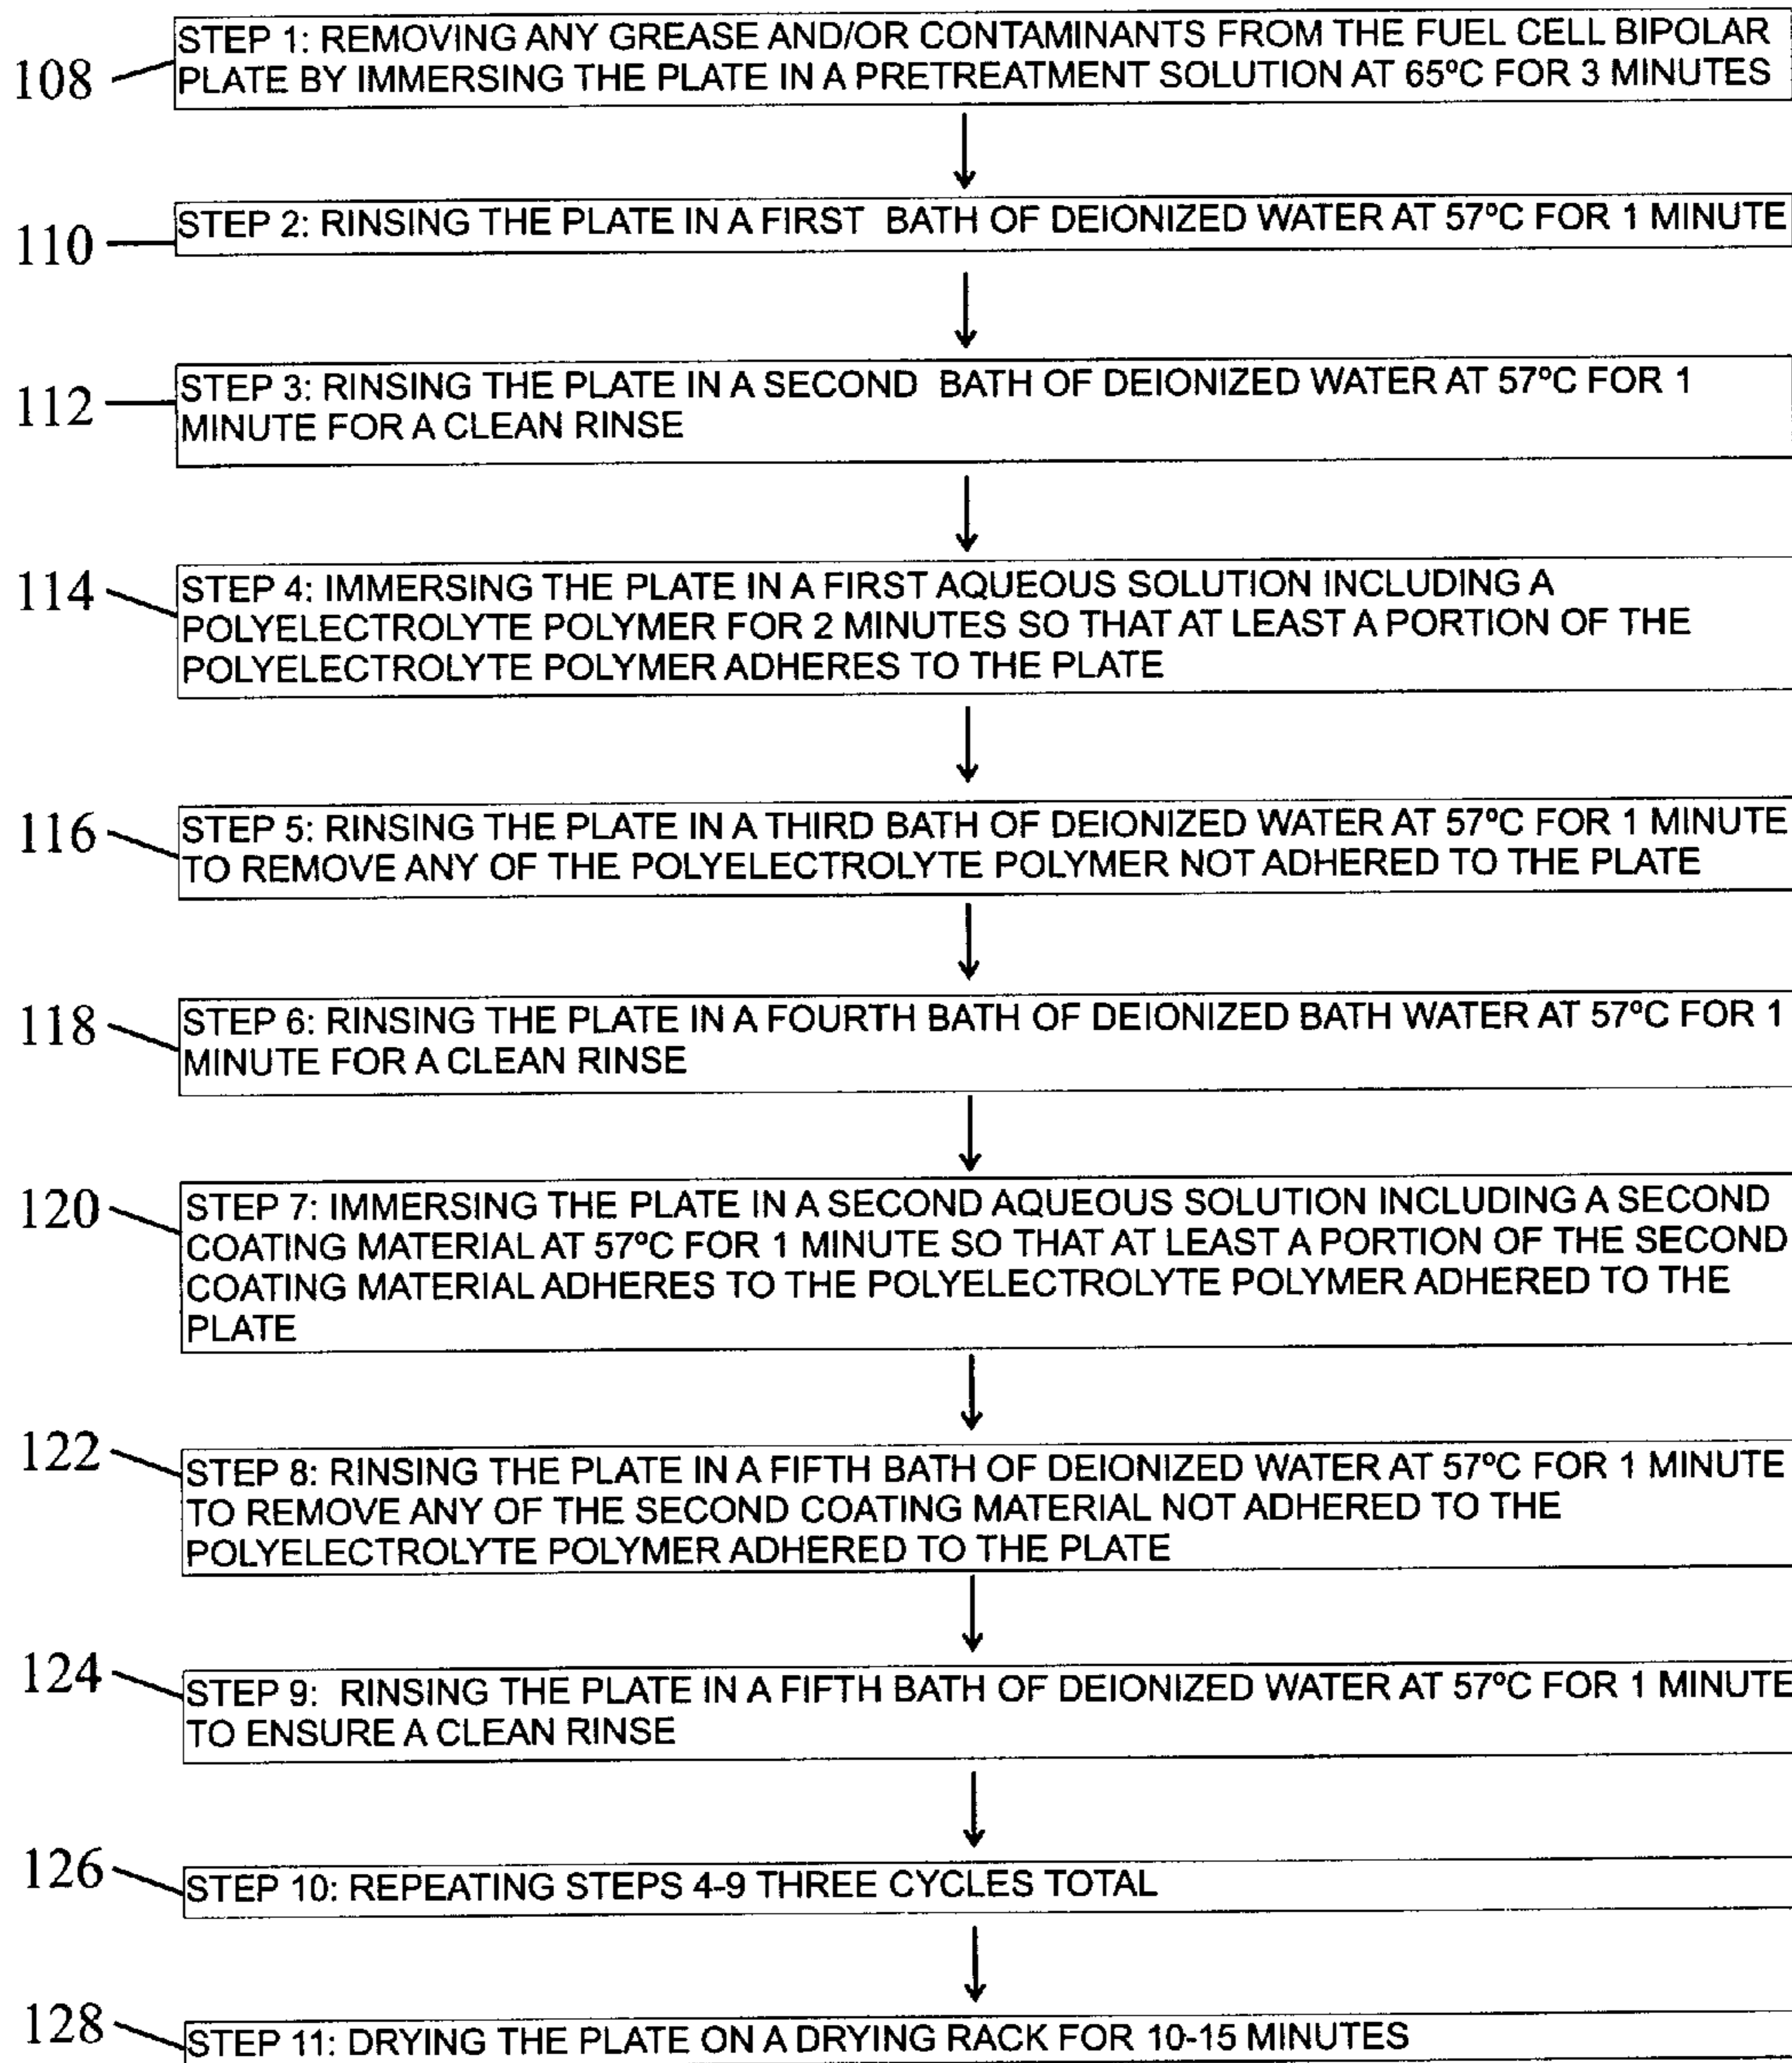 108
STEP 1: REMOVING ANY GREASE AND/OR CONTAMINANTS FROM THE FUEL CELL BIPOLAR
PLATE BY IMMERSING THE PLATE IN A PRETREATMENT SOLUTION AT 65ºC FOR 3 MINUTES
110
STEP 2: RINSING THE PLATE IN A FIRST BATH OF DEIONIZED WATER AT 57ºC FOR 1 MINUTE
112
STEP 3: RINSING THE PLATE IN A SECOND BATH OF DEIONIZED WATER AT 57ºC FOR 1
MINUTE FOR A CLEAN RINSE
114
STEP 4: IMMERSING THE PLATE IN A FIRST AQUEOUS SOLUTION INCLUDING A
POLYELECTROLYTE POLYMER FOR 2 MINUTES SO THAT AT LEAST A PORTION OF THE
POLYELECTROLYTE POLYMER ADHERES TO THE PLATE
116
STEP 5: RINSING THE PLATE IN A THIRD BATH OF DEIONIZED WATER AT 57ºC FOR 1 MINUTE
TO REMOVE ANY OF THE POLYELECTROLYTE POLYMER NOT ADHERED TO THE PLATE
118
STEP 6: RINSING THE PLATE IN A FOURTH BATH OF DEIONIZED BATH WATER AT 57ºC FOR 1
MINUTE FOR A CLEAN RINSE
120
STEP 7: IMMERSING THE PLATE IN A SECOND AQUEOUS SOLUTION INCLUDING A SECOND
COATING MATERIAL AT 57ºC FOR 1 MINUTE SO THAT AT LEAST A PORTION OF THE SECOND
COATING MATERIAL ADHERES TO THE POLYELECTROLYTE POLYMER ADHERED TO THE
PLATE
122
STEP 8: RINSING THE PLATE IN A FIFTH BATH OF DEIONIZED WATER AT 57ºC FOR 1 MINUTE
TO REMOVE ANY OF THE SECOND COATING MATERIAL NOT ADHERED TO THE
POLYELECTROLYTE POLYMER ADHERED TO THE PLATE
124
STEP 9: RINSING THE PLATE IN A FIFTH BATH OF DEIONIZED WATER AT 57ºC FOR 1 MINUTE
TO ENSURE A CLEAN RINSE
126
STEP 10: REPEATING STEPS 4-9 THREE CYCLES TOTAL
128
STEP 11: DRYING THE PLATE ON A DRYING RACK FOR 10-15 MINUTES